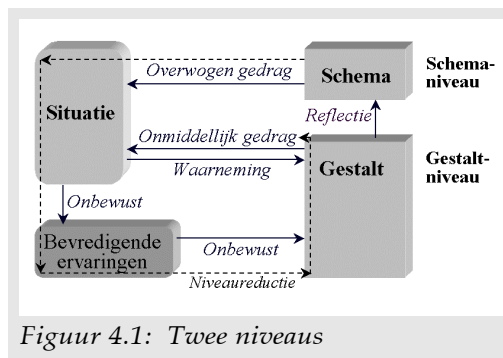 Overwogen gedrag
Schema
Schema-
niveau
Situatie
Reflectie
Onmiddellijk gedrag
Waarneming
Gestalt
Gestalt-
niveau
Onbewust
Bevredigende
ervaringen
Onbewust
Niveaureductie
Figuur 4.1: Twee niveaus